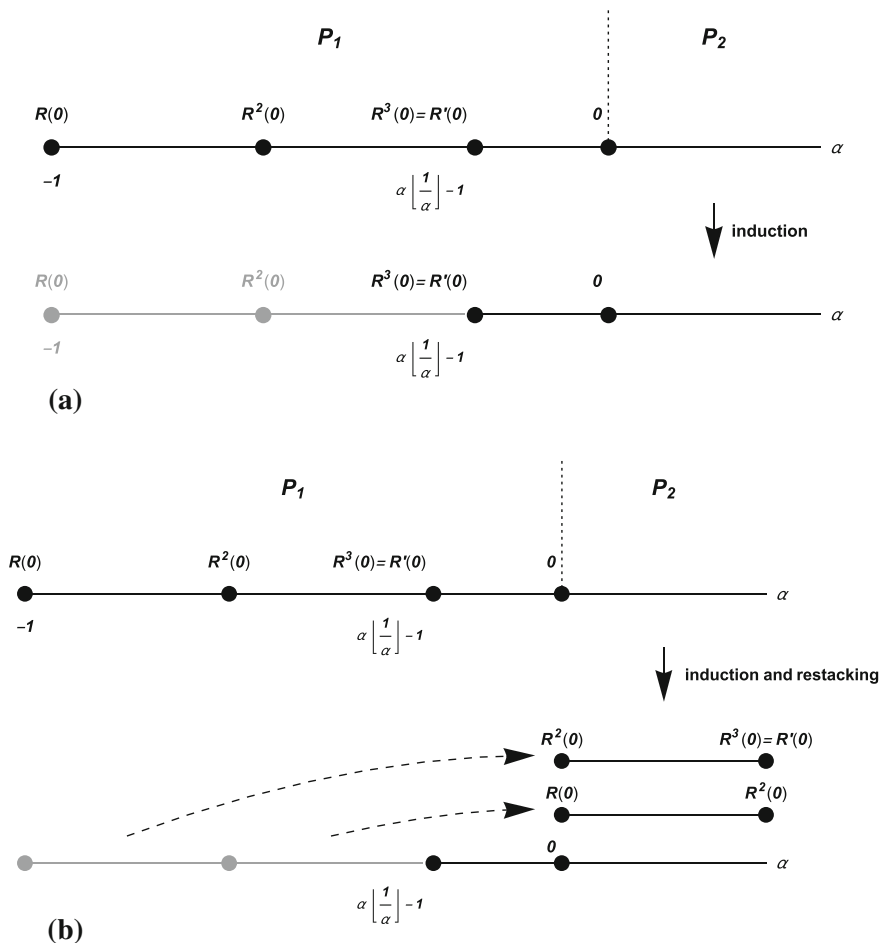 P₁ P₂
R(0) R²(0) R³(0)=R'(0) 0
α
−1 α⌊1/α⌋−1
induction
R(0) R²(0) R³(0)=R'(0) 0
α
−1 α⌊1/α⌋−1
(a)
P₁ P₂
R(0) R²(0) R³(0)=R'(0) 0
α
−1 α⌊1/α⌋−1
induction and restacking
R²(0) R³(0)=R'(0)
R(0) R²(0)
0
α
α⌊1/α⌋−1
(b)